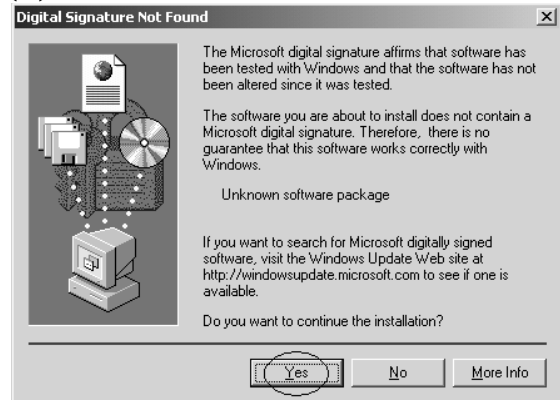 Digital Signature Not Found
The Microsoft digital signature affirms that software has
been tested with Windows and that the software has not
been altered since it was tested.
The software you are about to install does not contain a
Microsoft digital signature. Therefore, there is no
guarantee that this software works correctly with
Windows.
Unknown software package
If you want to search for Microsoft digitally signed
software, visit the Windows Update Web site at
http://windowsupdate.microsoft.com to see if one is
available.
Do you want to continue the installation?
Yes No More Info